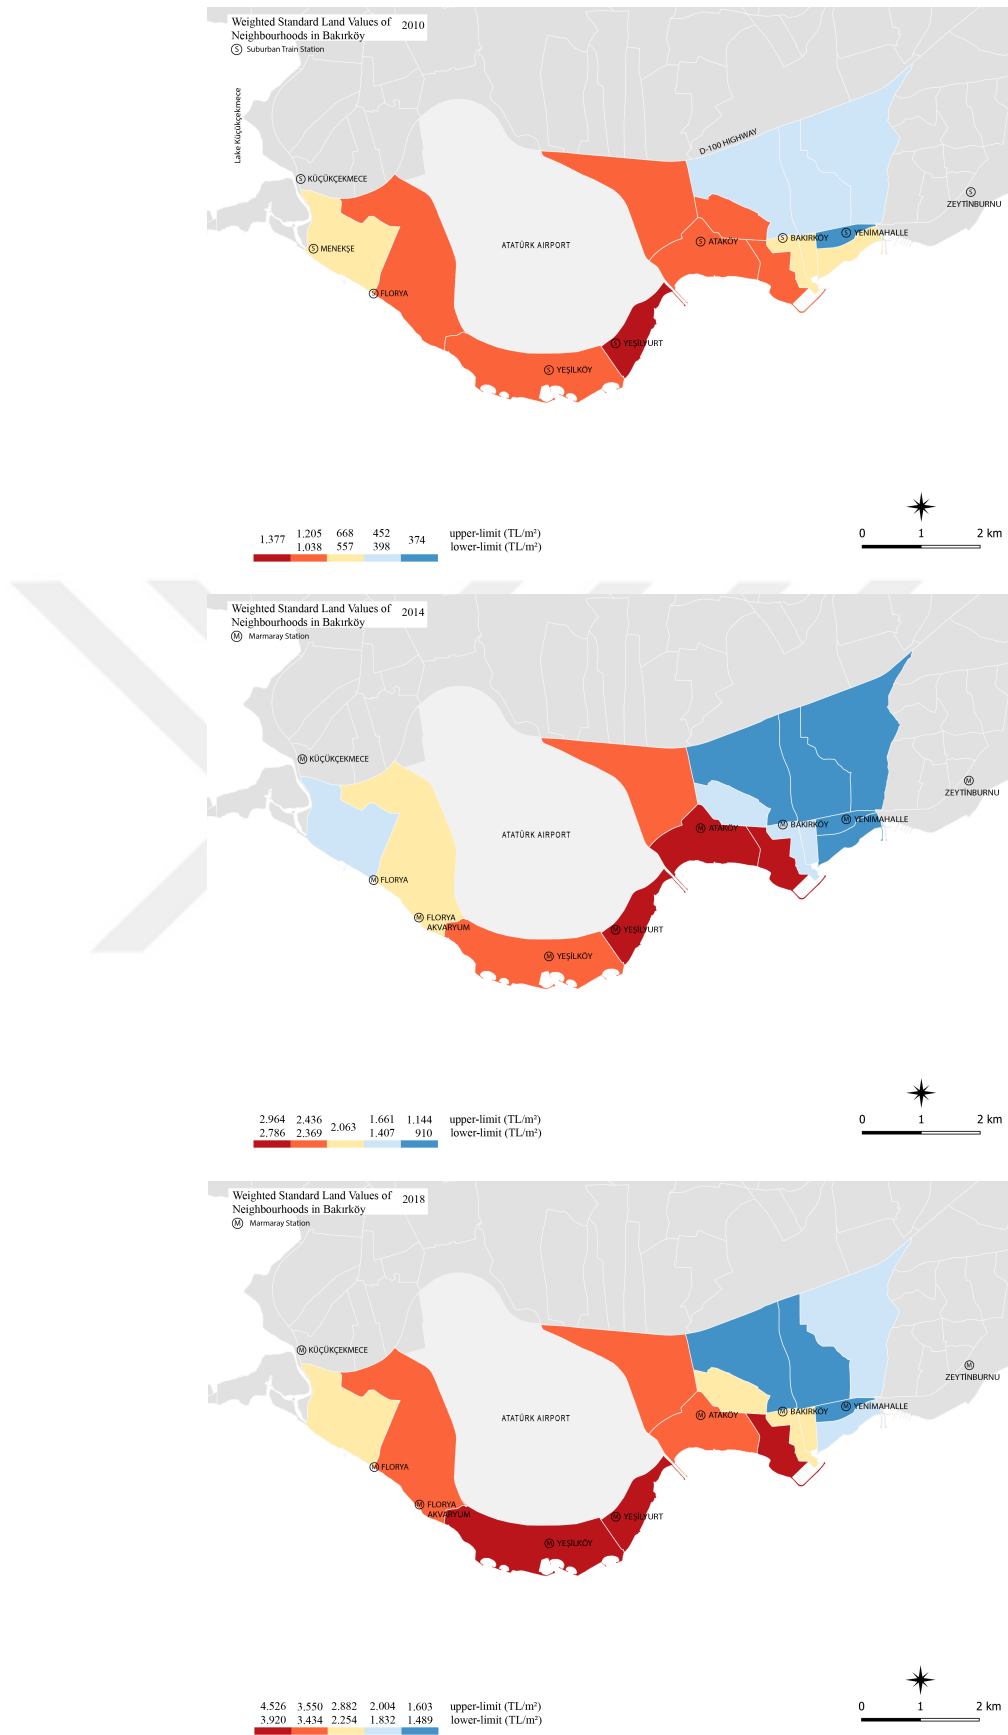 Weighted Standard Land Values of 2010
Neighbourhoods in Bakırköy
S Suburban Train Station
Lake Küçükçekmece
D-100 HIGHWAY
S KÜÇÜKÇEKMECE
S
ZEYTİNBURNU
S MENEKŞE
ATATÜRK AIRPORT
S ATAKÖY
S BAKIRKÖY
S YENİMAHALLE
S FLORYA
S YEŞİLYURT
S YEŞİLKÖY
1.377 1.205 668 452 374 upper-limit (TL/m²)
1.038 557 398 lower-limit (TL/m²)
0 1 2 km
Weighted Standard Land Values of 2014
Neighbourhoods in Bakırköy
M Marmaray Station
M KÜÇÜKÇEKMECE
M
ZEYTİNBURNU
ATATÜRK AIRPORT
M ATAKÖY
M BAKIRKÖY
M YENİMAHALLE
M FLORYA
M FLORYA
AKVARYUM
M YEŞİLYURT
M YEŞİLKÖY
2.964 2.436 2.063 1.661 1.144 upper-limit (TL/m²)
2.786 2.369 1.407 910 lower-limit (TL/m²)
0 1 2 km
Weighted Standard Land Values of 2018
Neighbourhoods in Bakırköy
M Marmaray Station
M KÜÇÜKÇEKMECE
M
ZEYTİNBURNU
ATATÜRK AIRPORT
M ATAKÖY
M BAKIRKÖY
M YENİMAHALLE
M FLORYA
M FLORYA
AKVARYUM
M YEŞİLYURT
M YEŞİLKÖY
4.526 3.550 2.882 2.004 1.603 upper-limit (TL/m²)
3.920 3.434 2.254 1.832 1.489 lower-limit (TL/m²)
0 1 2 km